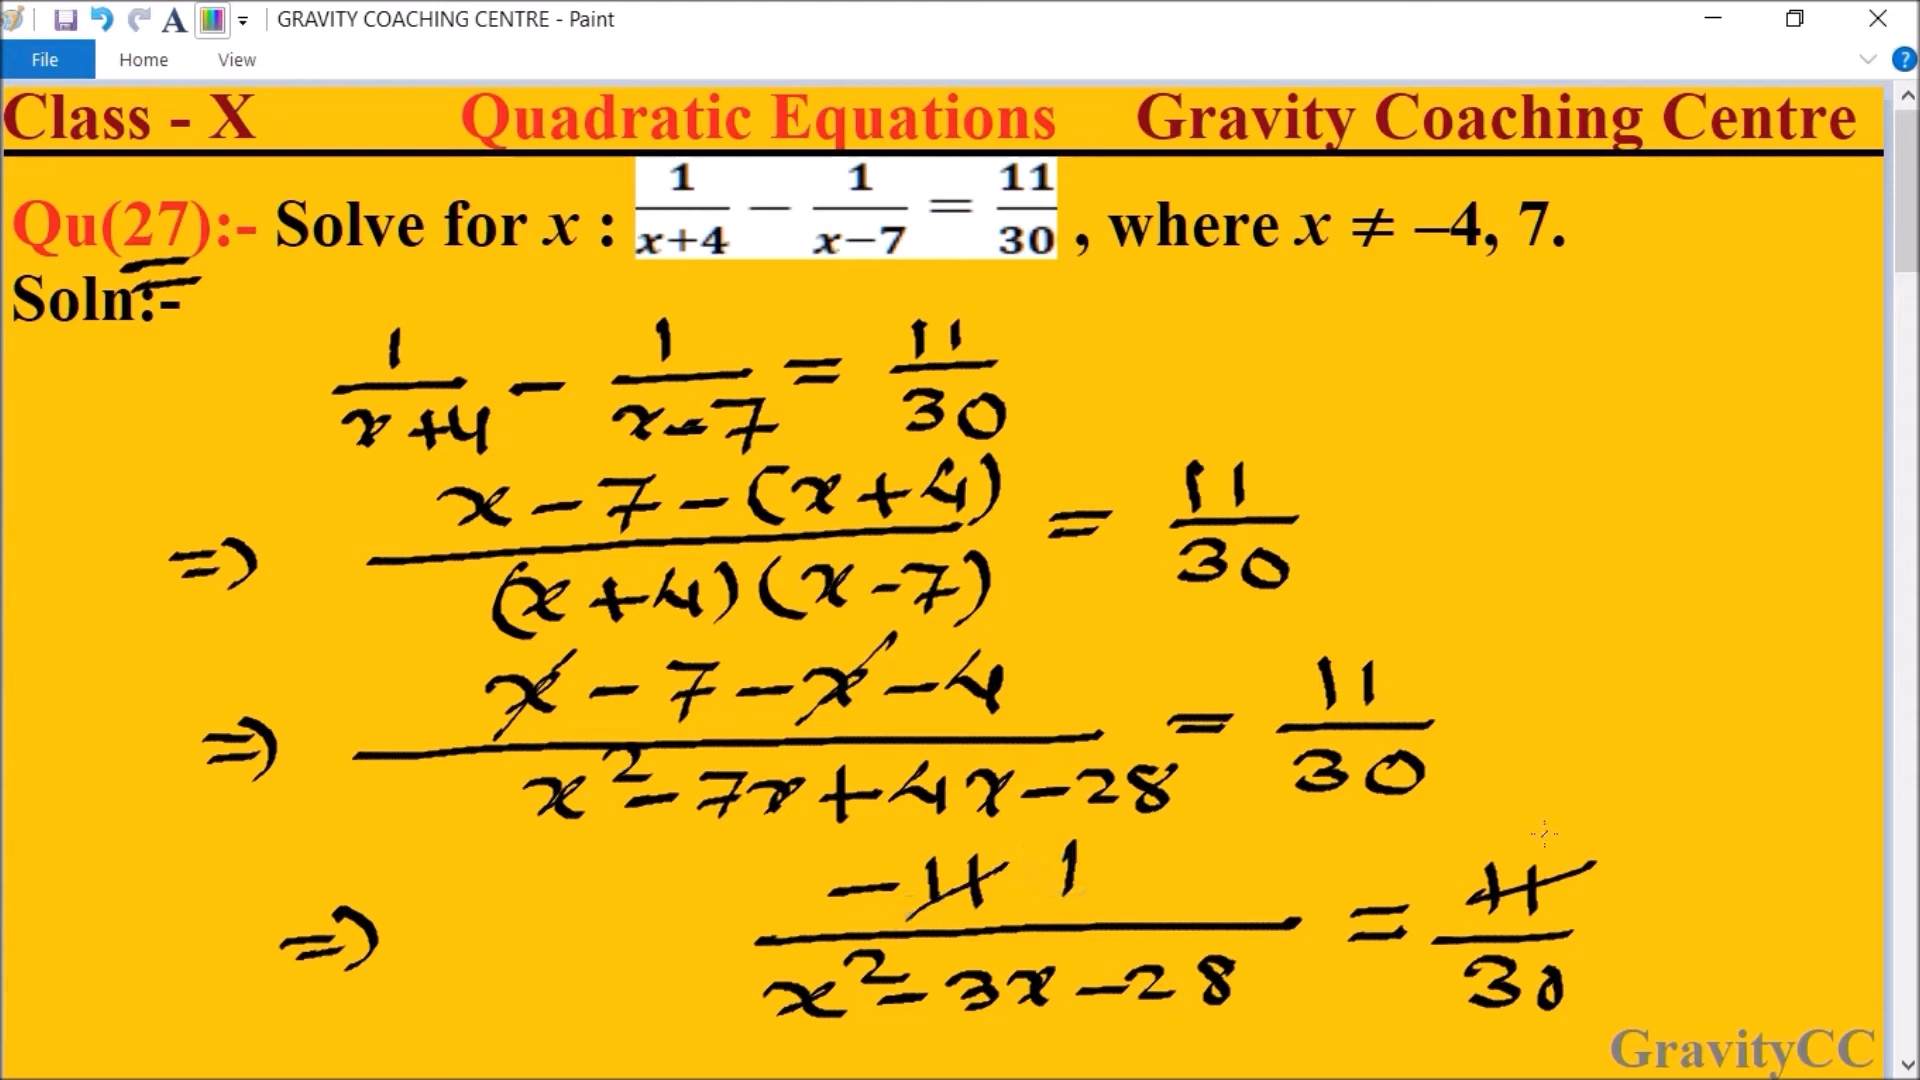 GRAVITY COACHING CENTRE - Paint
File Home View
Class - X Quadratic Equations Gravity Coaching Centre
Qu(27):- Solve for x : 1/(x+4) − 1/(x−7) = 11/30 , where x ≠ –4, 7.
Soln:-
1/(x+4) - 1/(x-7) = 11/30
=) (x-7-(x+4))/((x+4)(x-7)) = 11/30
=) (x-7-x-4)/(x²-7x+4x-28) = 11/30
=) (-11 1)/(x²-3x-28) = 11/30
GravityCC